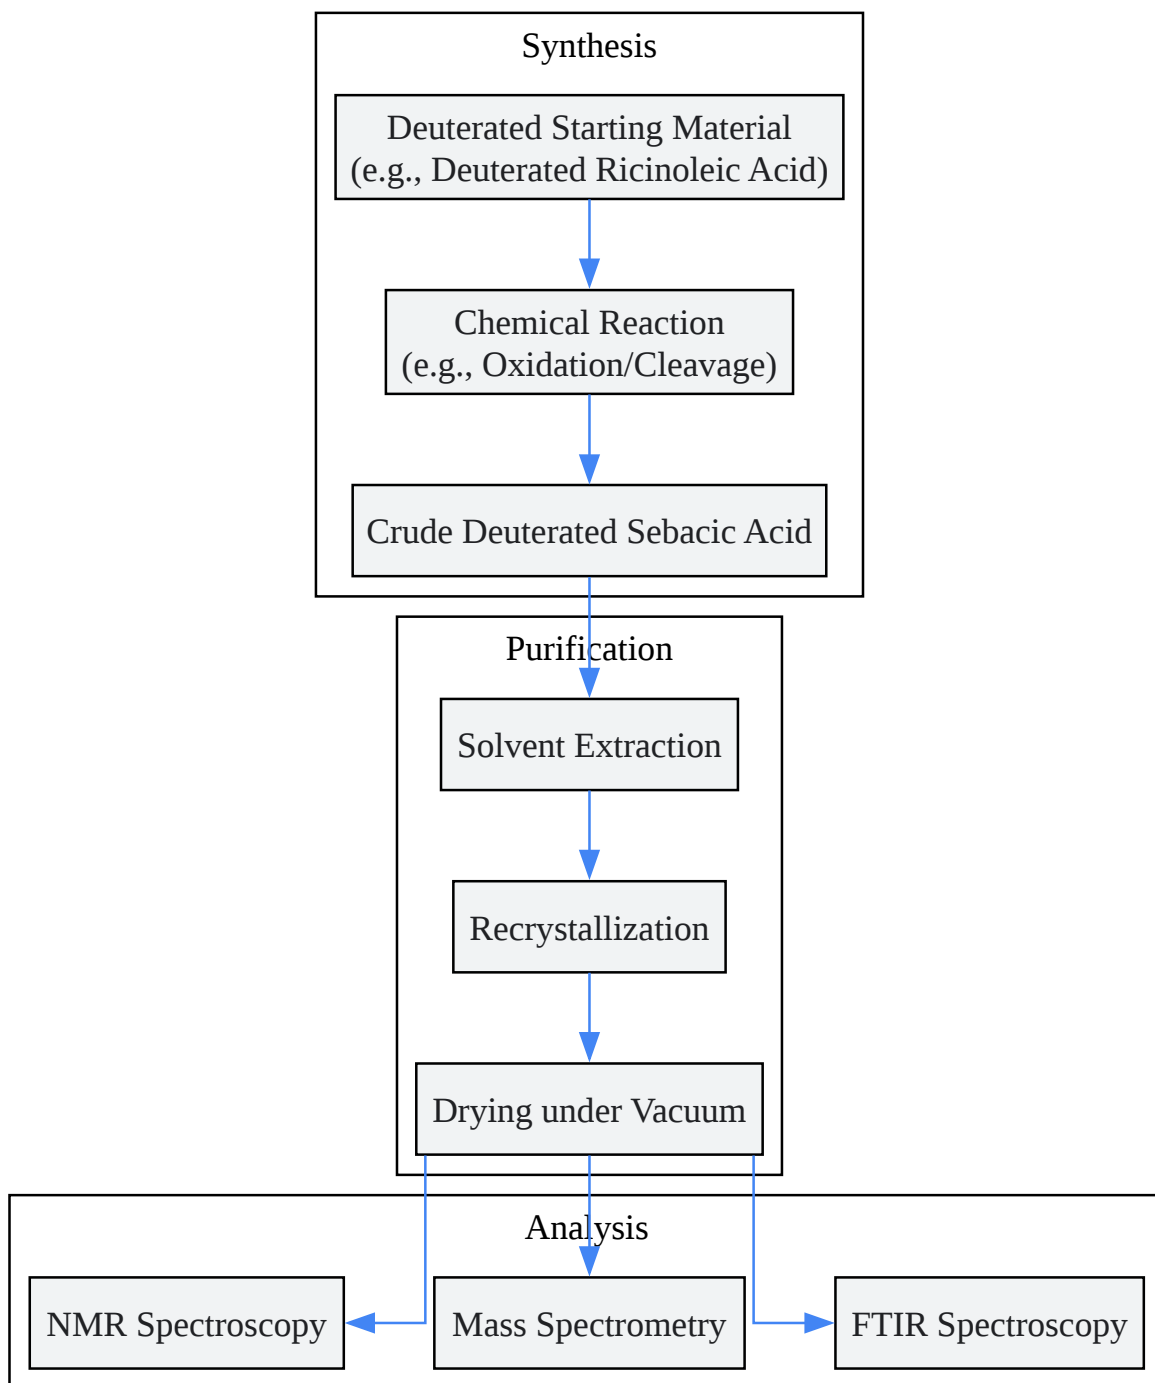 Synthesis
Deuterated Starting Material
(e.g., Deuterated Ricinoleic Acid)
Chemical Reaction
(e.g., Oxidation/Cleavage)
Crude Deuterated Sebacic Acid
Purification
Solvent Extraction
Recrystallization
Drying under Vacuum
Analysis
NMR Spectroscopy
Mass Spectrometry
FTIR Spectroscopy